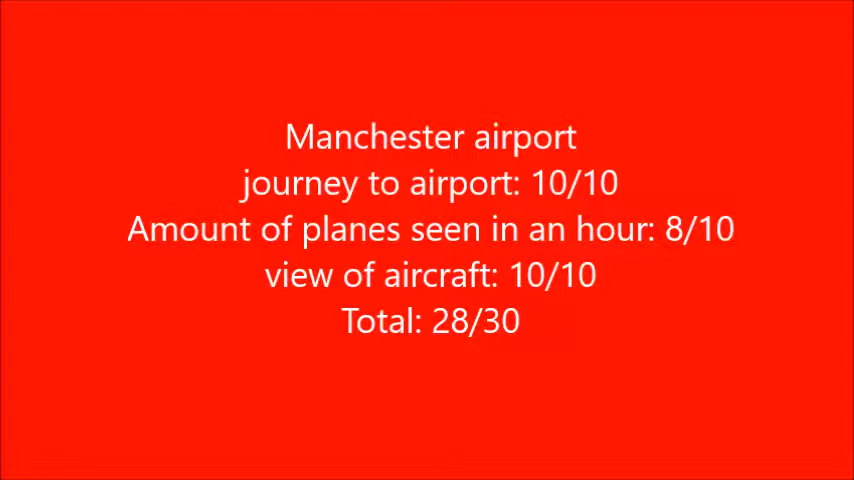 Manchester airport
journey to airport: 10/10
Amount of planes seen in an hour: 8/10
view of aircraft: 10/10
Total: 28/30